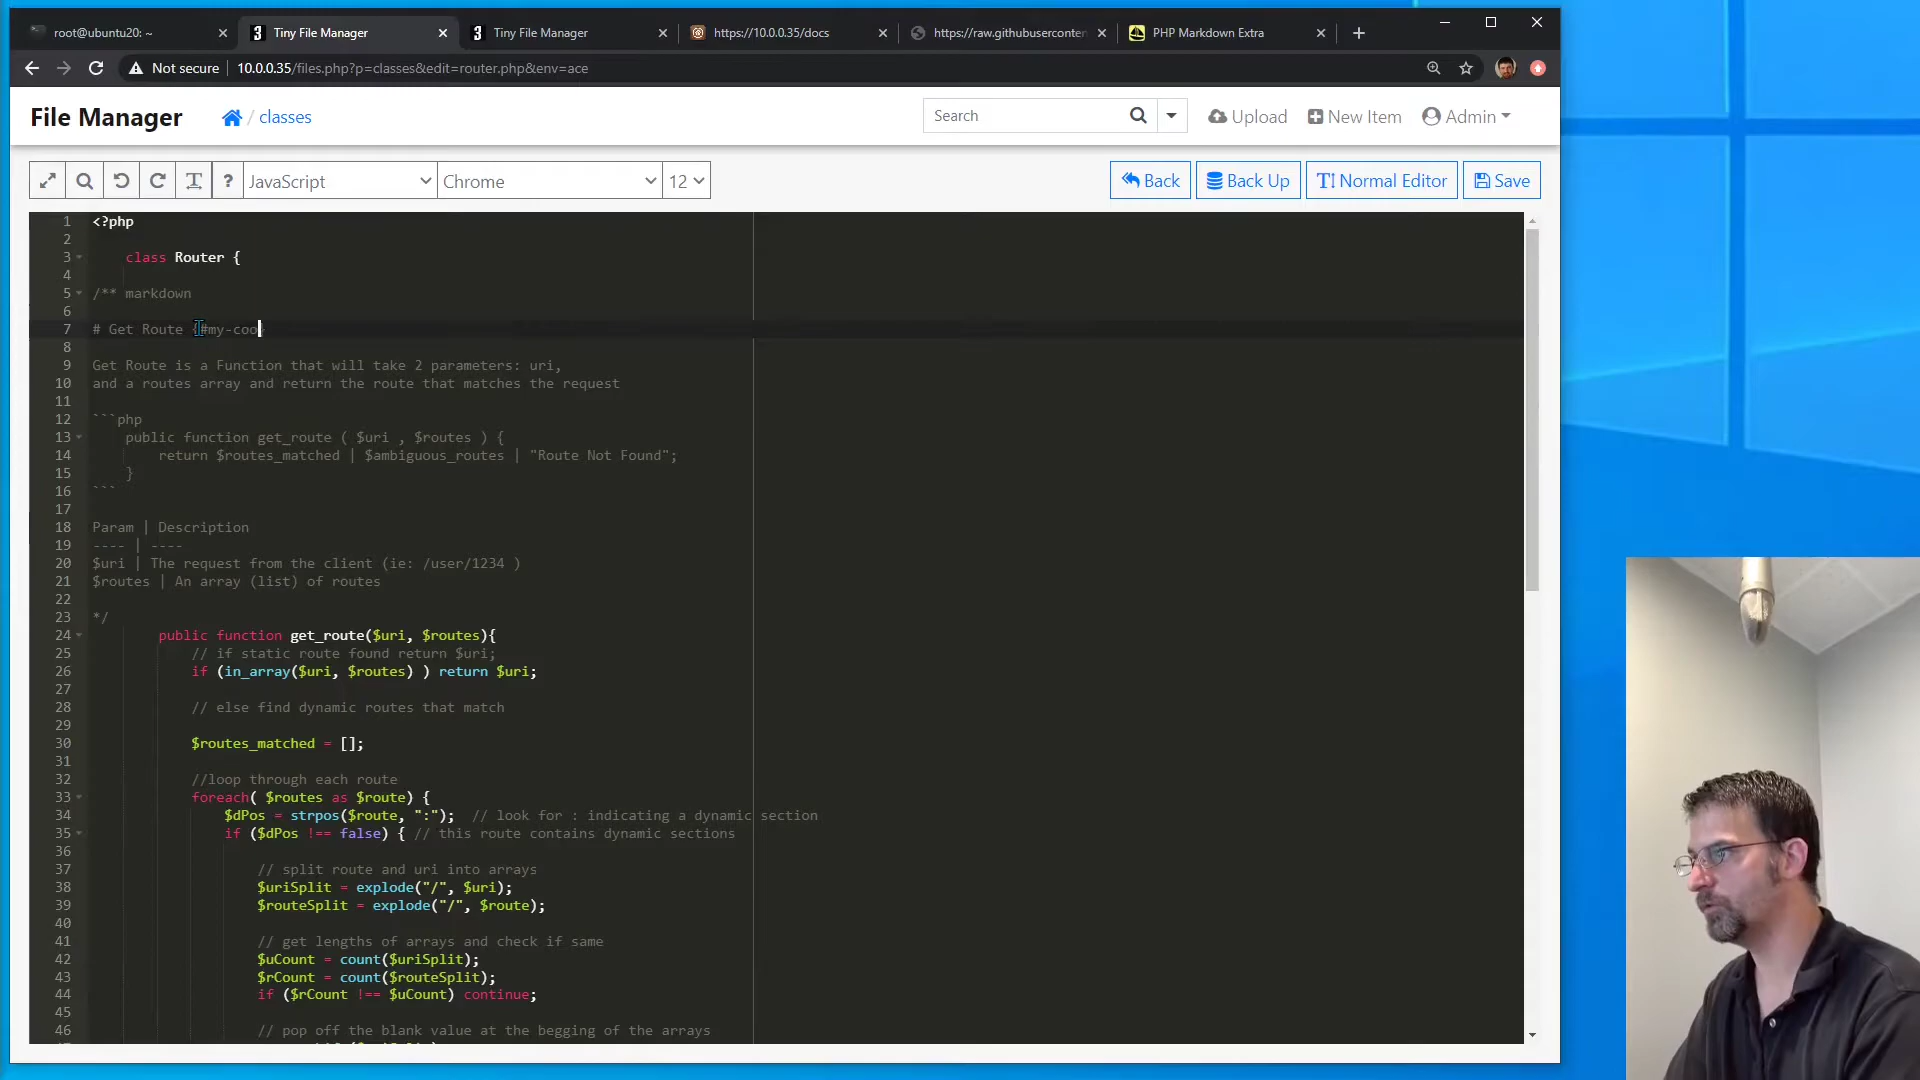 root@ubuntu20: ~
Tiny File Manager
Tiny File Manager
https://10.0.0.35/docs
https://raw.githubuserconten
PHP Markdown Extra
Not secure
10.0.0.35/files.php?p=classes&edit=router.php&env=ace
File Manager
/ classes
Search
Upload
New Item
Admin
?
JavaScript
Chrome
12
Back
Back Up
Normal Editor
Save
1 <?php
2
3 class Router {
4
5 /** markdown
6
7 # Get Route {#my-coo
8
9 Get Route is a Function that will take 2 parameters: uri,
10 and a routes array and return the route that matches the request
11
12 ```php
13 public function get_route ( $uri , $routes ) {
14 return $routes_matched | $ambiguous_routes | "Route Not Found";
15 }
16 ```
17
18 Param | Description
19 ---- | ----
20 $uri | The request from the client (ie: /user/1234 )
21 $routes | An array (list) of routes
22
23 */
24 public function get_route($uri, $routes){
25 // if static route found return $uri;
26 if (in_array($uri, $routes) ) return $uri;
27
28 // else find dynamic routes that match
29
30 $routes_matched = [];
31
32 //loop through each route
33 foreach( $routes as $route) {
34 $dPos = strpos($route, ":"); // look for : indicating a dynamic section
35 if ($dPos !== false) { // this route contains dynamic sections
36
37 // split route and uri into arrays
38 $uriSplit = explode("/", $uri);
39 $routeSplit = explode("/", $route);
40
41 // get lengths of arrays and check if same
42 $uCount = count($uriSplit);
43 $rCount = count($routeSplit);
44 if ($rCount !== $uCount) continue;
45
46 // pop off the blank value at the begging of the arrays